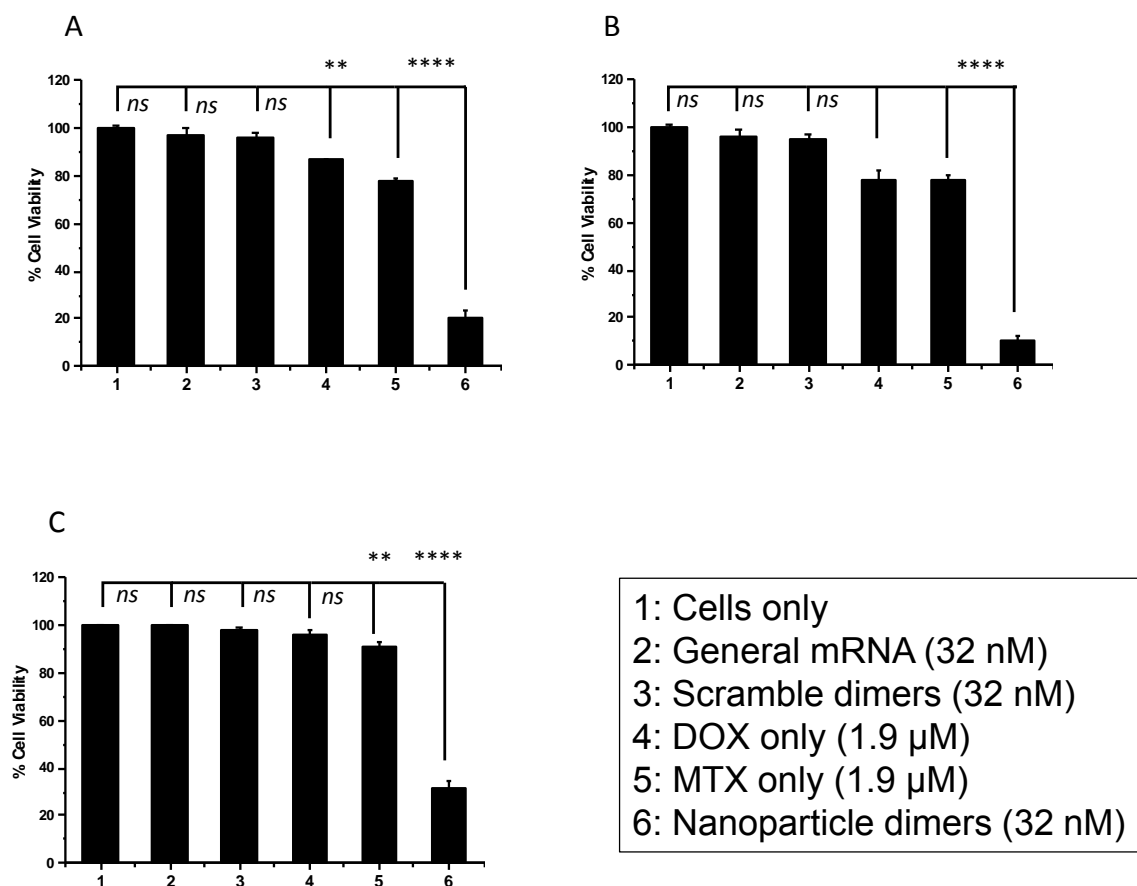 A
** ****
ns ns ns
120
100
80
60
40
20
0
% Cell Viability
1 2 3 4 5 6
B
****
ns ns ns
120
100
80
60
40
20
0
% Cell Viability
1 2 3 4 5 6
C
** ****
ns ns ns ns
120
100
80
60
40
20
0
% Cell Viability
1 2 3 4 5 6
1: Cells only
2: General mRNA (32 nM)
3: Scramble dimers (32 nM)
4: DOX only (1.9 µM)
5: MTX only (1.9 µM)
6: Nanoparticle dimers (32 nM)